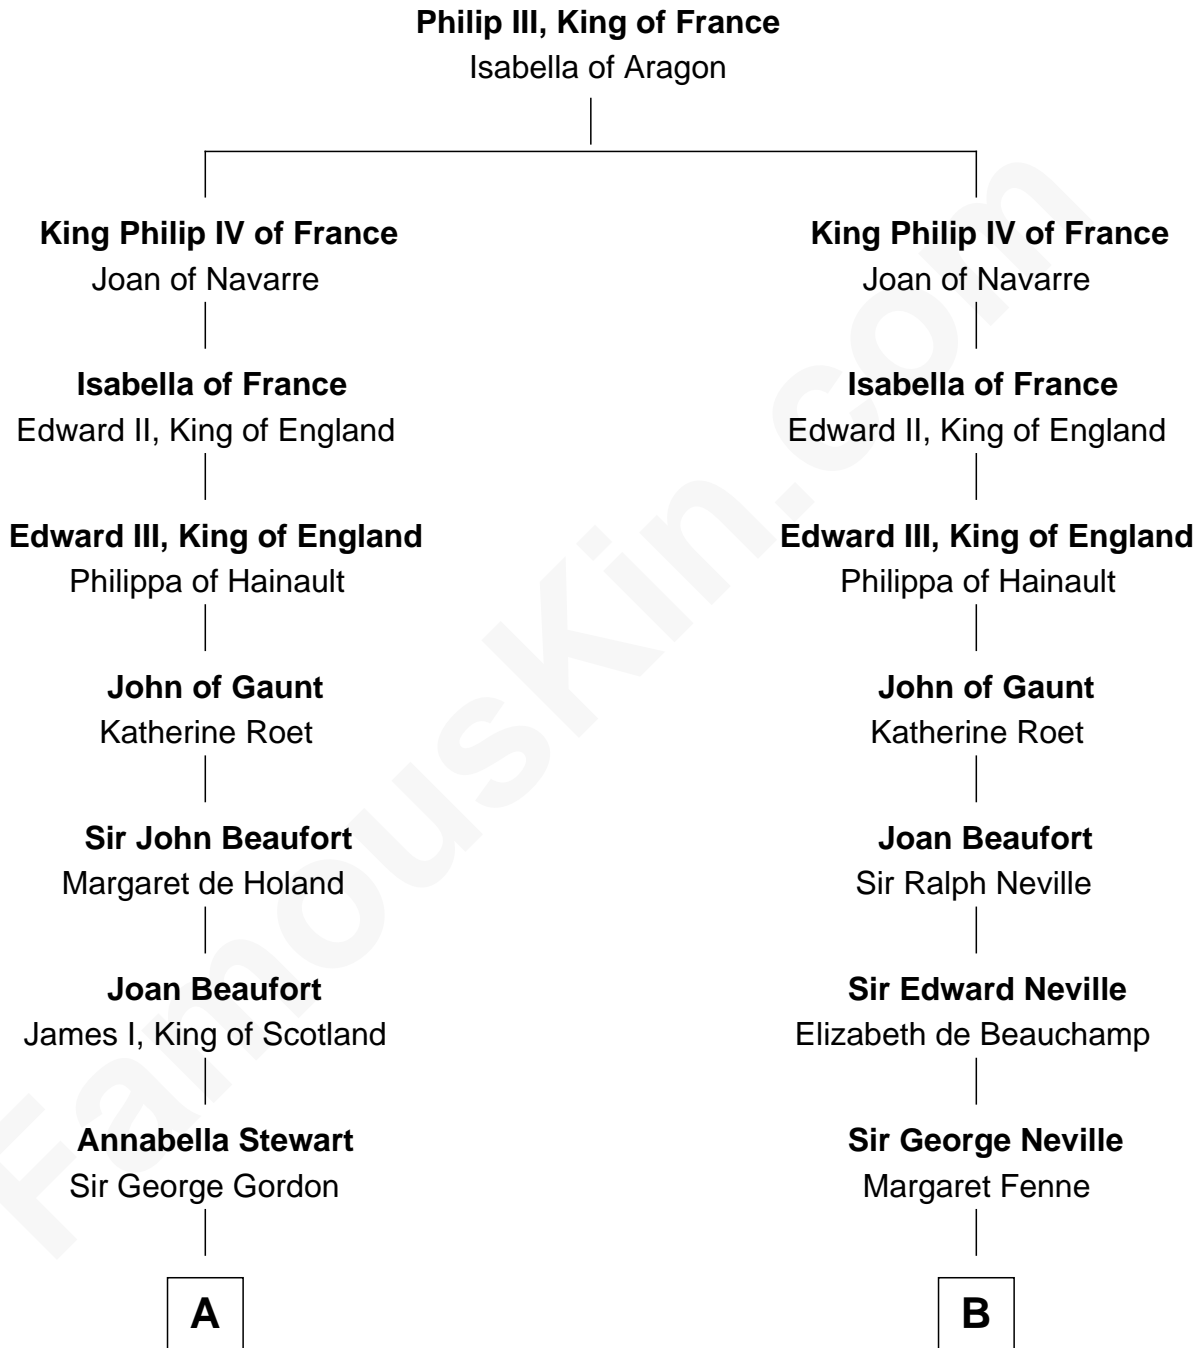 Philip III, King of France
Isabella of Aragon
King Philip IV of France
Joan of Navarre
Isabella of France
Edward II, King of England
Edward III, King of England
Philippa of Hainault
John of Gaunt
Katherine Roet
Sir John Beaufort
Margaret de Holand
Joan Beaufort
James I, King of Scotland
Annabella Stewart
Sir George Gordon
A
King Philip IV of France
Joan of Navarre
Isabella of France
Edward II, King of England
Edward III, King of England
Philippa of Hainault
John of Gaunt
Katherine Roet
Joan Beaufort
Sir Ralph Neville
Sir Edward Neville
Elizabeth de Beauchamp
Sir George Neville
Margaret Fenne
B
FamousKin.com